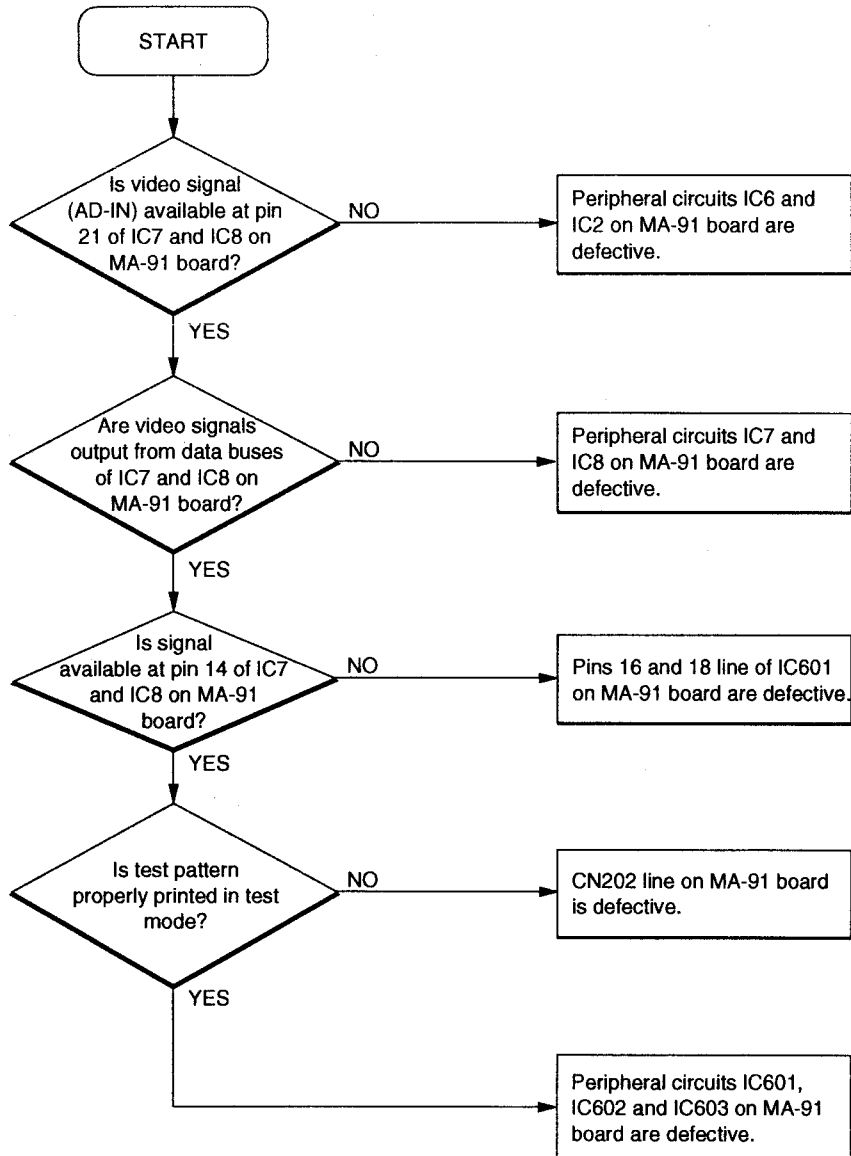 START
Is video signal
(AD-IN) available at pin
21 of IC7 and IC8 on
MA-91 board?
NO
Peripheral circuits IC6 and
IC2 on MA-91 board are
defective.
YES
Are video signals
output from data buses
of IC7 and IC8 on
MA-91 board?
NO
Peripheral circuits IC7 and
IC8 on MA-91 board are
defective.
YES
Is signal
available at pin 14 of IC7
and IC8 on MA-91
board?
NO
Pins 16 and 18 line of IC601
on MA-91 board are defective.
YES
Is test pattern
properly printed in test
mode?
NO
CN202 line on MA-91 board
is defective.
YES
Peripheral circuits IC601,
IC602 and IC603 on MA-91
board are defective.